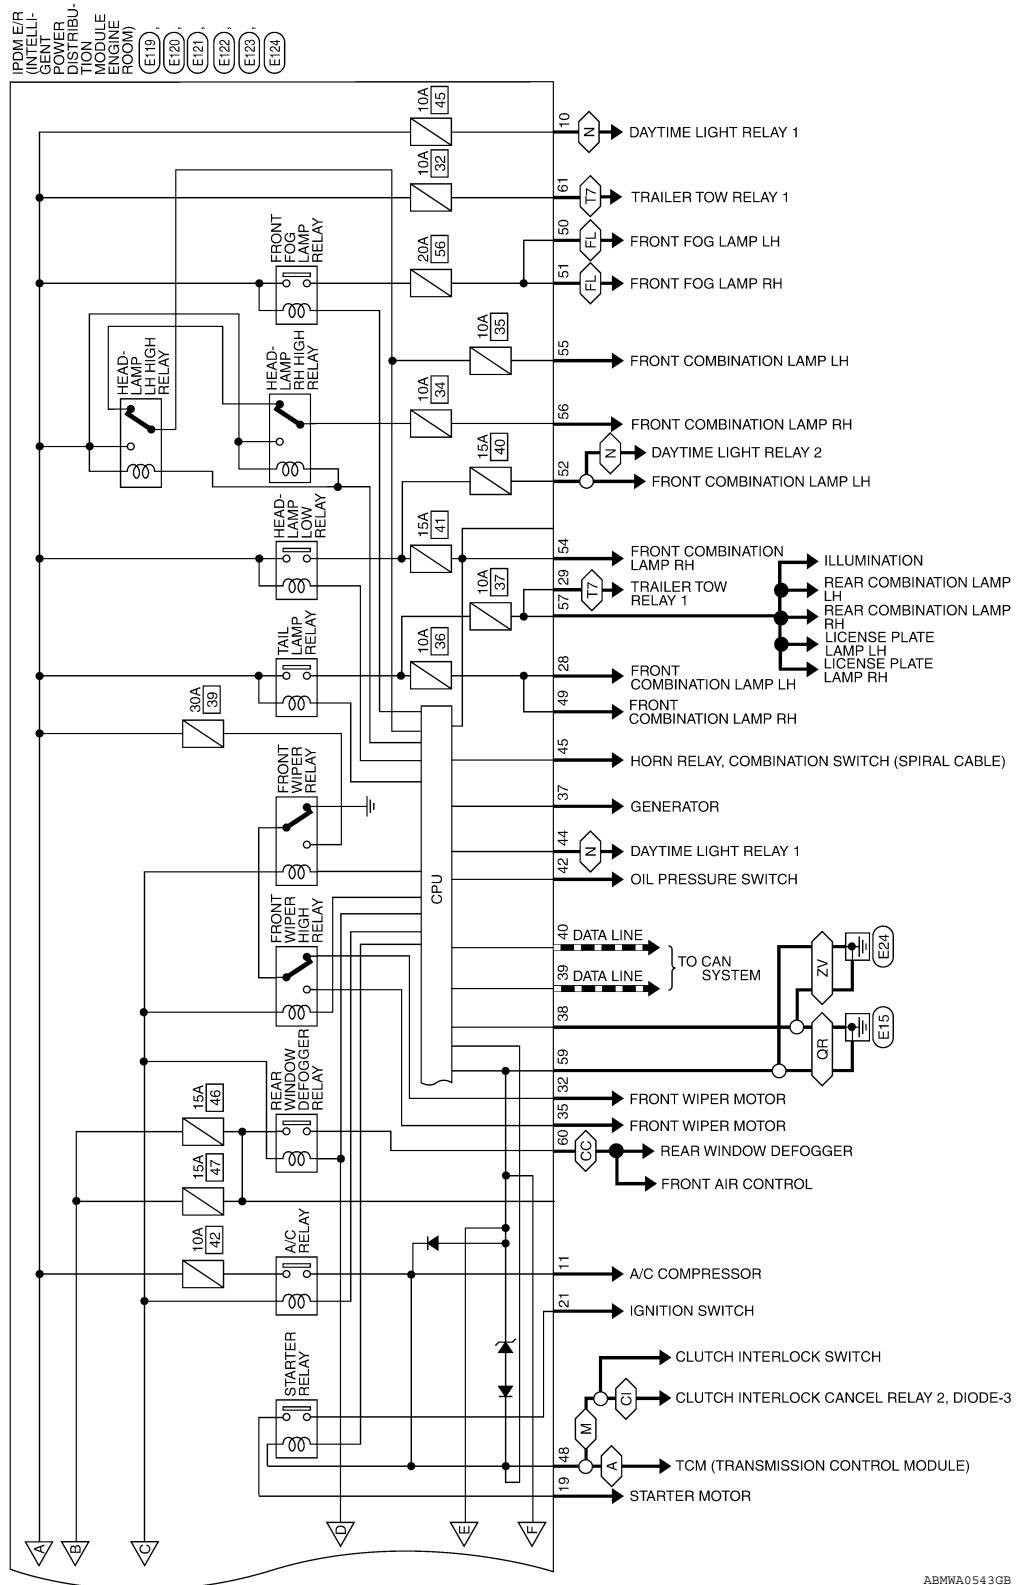 IPDM E/R
(INTELLI-
GENT
POWER
DISTRIBU-
TION
MODULE
ENGINE
ROOM)
E119 ,
E120 ,
E121 ,
E122 ,
E123 ,
E124
10A
45
10
N
DAYTIME LIGHT RELAY 1
10A
32
61
T7
TRAILER TOW RELAY 1
FRONT
FOG
LAMP
RELAY
20A
56
50
FL
FRONT FOG LAMP LH
51
FL
FRONT FOG LAMP RH
HEAD-
LAMP
LH HIGH
RELAY
HEAD-
LAMP
RH HIGH
RELAY
10A
35
55
FRONT COMBINATION LAMP LH
10A
34
56
FRONT COMBINATION LAMP RH
15A
40
52
N
DAYTIME LIGHT RELAY 2
FRONT COMBINATION LAMP LH
HEAD-
LAMP
LOW
RELAY
15A
41
54
FRONT COMBINATION
LAMP RH
10A
37
29
T7
TRAILER TOW
RELAY 1
57
ILLUMINATION
REAR COMBINATION LAMP
LH
REAR COMBINATION LAMP
RH
LICENSE PLATE
LAMP LH
LICENSE PLATE
LAMP RH
TAIL
LAMP
RELAY
10A
36
28
FRONT
COMBINATION LAMP LH
49
FRONT
COMBINATION LAMP RH
30A
39
45
HORN RELAY, COMBINATION SWITCH (SPIRAL CABLE)
FRONT
WIPER
RELAY
37
GENERATOR
44
N
DAYTIME LIGHT RELAY 1
42
OIL PRESSURE SWITCH
CPU
FRONT
WIPER
HIGH
RELAY
40
DATA LINE
39
DATA LINE
TO CAN
SYSTEM
ZV
E24
38
QR
E15
59
32
FRONT WIPER MOTOR
35
FRONT WIPER MOTOR
REAR
WINDOW
DEFOGGER
RELAY
15A
46
60
CC
REAR WINDOW DEFOGGER
FRONT AIR CONTROL
15A
47
10A
42
A/C
RELAY
11
A/C COMPRESSOR
21
IGNITION SWITCH
STARTER
RELAY
CLUTCH INTERLOCK SWITCH
CI
CLUTCH INTERLOCK CANCEL RELAY 2, DIODE-3
M
48
A
TCM (TRANSMISSION CONTROL MODULE)
19
STARTER MOTOR
A
B
C
D
E
F
ABMWA0543GB